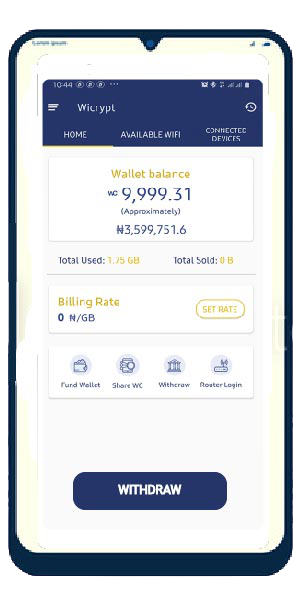 Lorem ipsum
10:44
Wicrypt
HOME
AVAILABLE WIFI
CONNECTED
DEVICES
Wallet balance
WC 9,999.31
(Approximately)
₦3,599,751.6
Total Used: 1.75 GB
Total Sold: 0 B
Billing Rate
0 ₦/GB
SET RATE
Fund Wallet
Share WC
Withdraw
Router Login
WITHDRAW